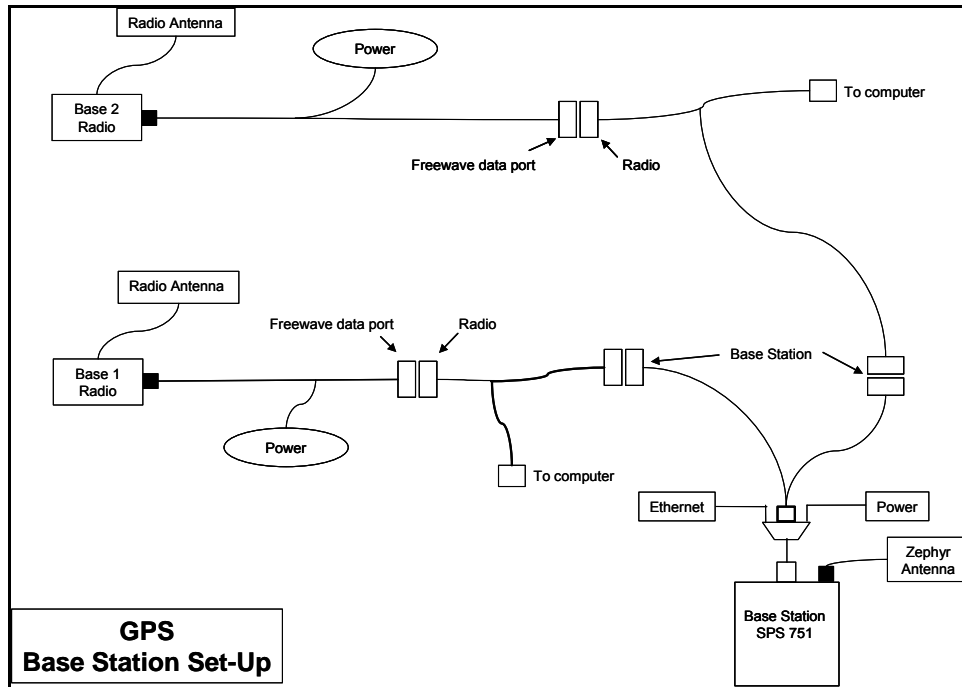 Radio Antenna
Power
Base 2
Radio
To computer
Freewave data port
Radio
Radio Antenna
Freewave data port
Radio
Base Station
Base 1
Radio
Power
To computer
Ethernet
Power
Zephyr
Antenna
Base Station
SPS 751
GPS
Base Station Set-Up